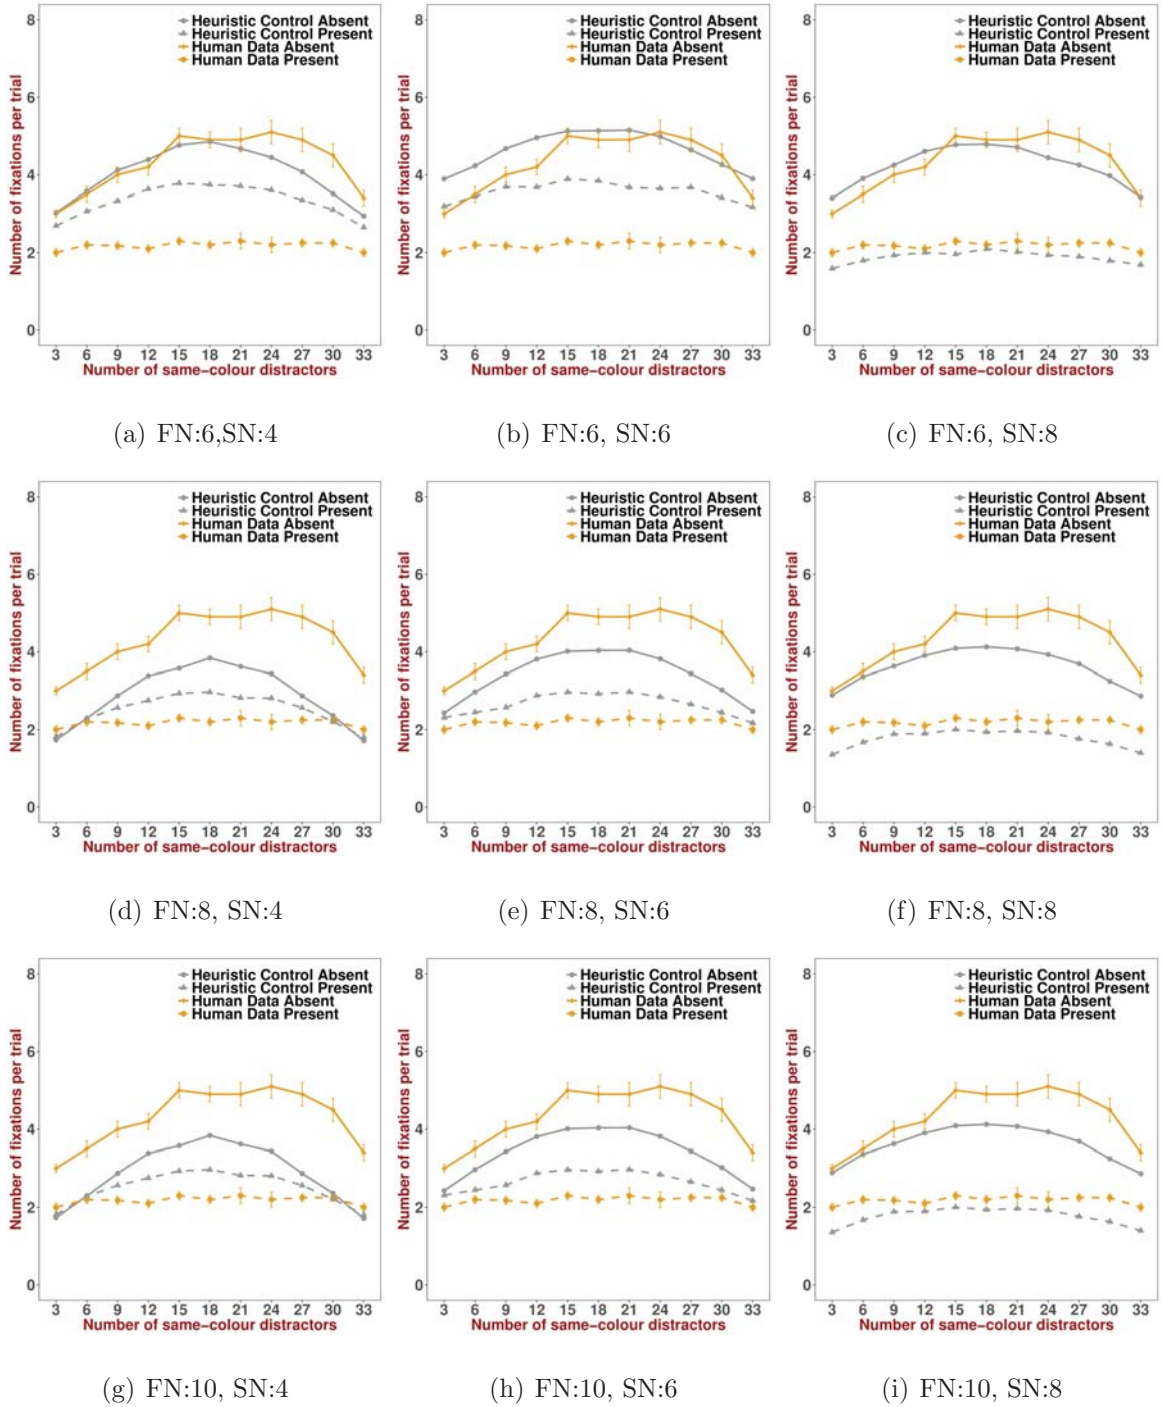 Heuristic Control Absent
Heuristic Control Present
Human Data Absent
Human Data Present
Number of fixations per trial
8
6
4
2
0
3 6 9 12 15 18 21 24 27 30 33
Number of same-colour distractors
(a) FN:6,SN:4
Heuristic Control Absent
Heuristic Control Present
Human Data Absent
Human Data Present
Number of fixations per trial
8
6
4
2
0
3 6 9 12 15 18 21 24 27 30 33
Number of same-colour distractors
(b) FN:6, SN:6
Heuristic Control Absent
Heuristic Control Present
Human Data Absent
Human Data Present
Number of fixations per trial
8
6
4
2
0
3 6 9 12 15 18 21 24 27 30 33
Number of same-colour distractors
(c) FN:6, SN:8
Heuristic Control Absent
Heuristic Control Present
Human Data Absent
Human Data Present
Number of fixations per trial
8
6
4
2
0
3 6 9 12 15 18 21 24 27 30 33
Number of same-colour distractors
(d) FN:8, SN:4
Heuristic Control Absent
Heuristic Control Present
Human Data Absent
Human Data Present
Number of fixations per trial
8
6
4
2
0
3 6 9 12 15 18 21 24 27 30 33
Number of same-colour distractors
(e) FN:8, SN:6
Heuristic Control Absent
Heuristic Control Present
Human Data Absent
Human Data Present
Number of fixations per trial
8
6
4
2
0
3 6 9 12 15 18 21 24 27 30 33
Number of same-colour distractors
(f) FN:8, SN:8
Heuristic Control Absent
Heuristic Control Present
Human Data Absent
Human Data Present
Number of fixations per trial
8
6
4
2
0
3 6 9 12 15 18 21 24 27 30 33
Number of same-colour distractors
(g) FN:10, SN:4
Heuristic Control Absent
Heuristic Control Present
Human Data Absent
Human Data Present
Number of fixations per trial
8
6
4
2
0
3 6 9 12 15 18 21 24 27 30 33
Number of same-colour distractors
(h) FN:10, SN:6
Heuristic Control Absent
Heuristic Control Present
Human Data Absent
Human Data Present
Number of fixations per trial
8
6
4
2
0
3 6 9 12 15 18 21 24 27 30 33
Number of same-colour distractors
(i) FN:10, SN:8